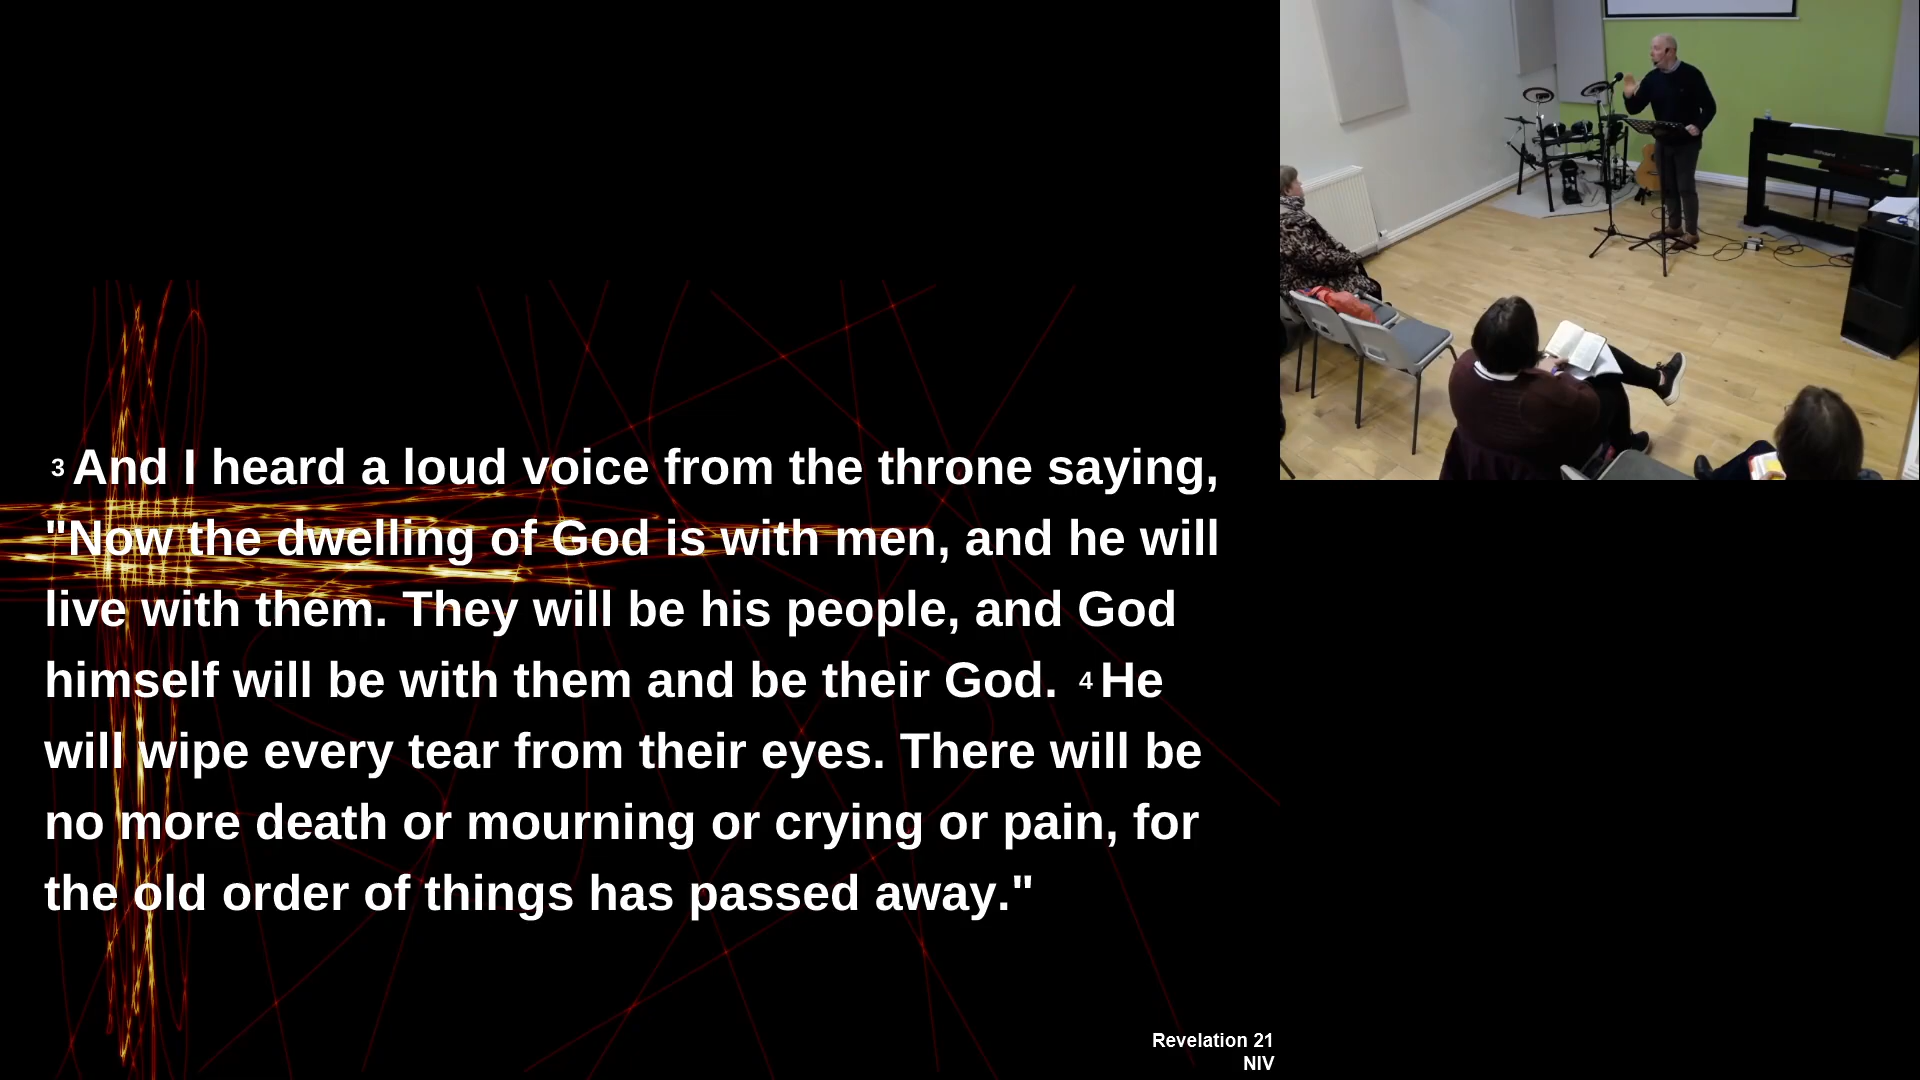 3 And I heard a loud voice from the throne saying,
"Now the dwelling of God is with men, and he will
live with them. They will be his people, and God
himself will be with them and be their God. 4 He
will wipe every tear from their eyes. There will be
no more death or mourning or crying or pain, for
the old order of things has passed away."
Revelation 21
NIV
Roland